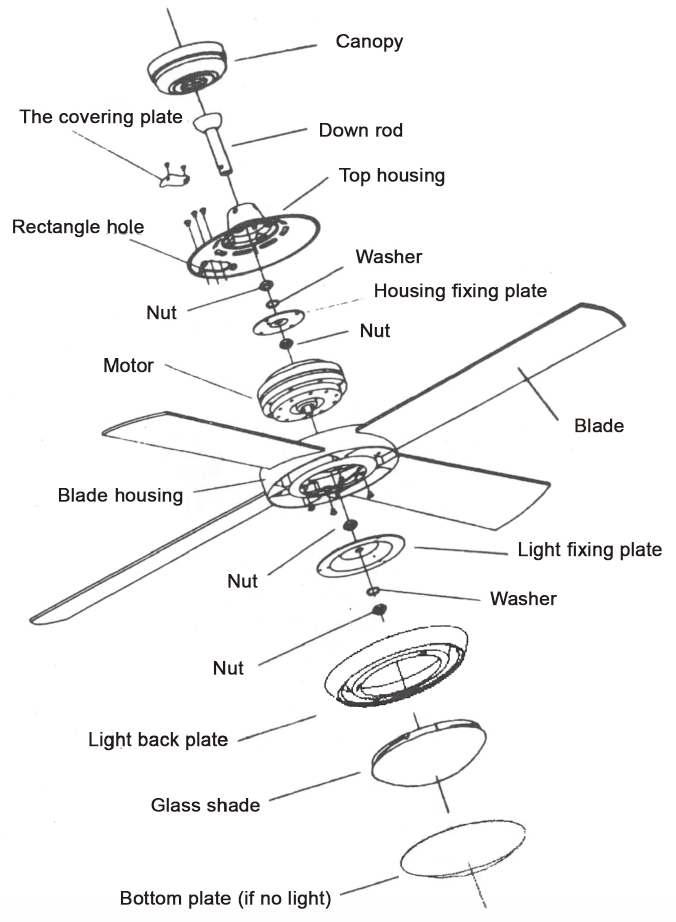 Canopy
The covering plate
Down rod
Top housing
Rectangle hole
Washer
Housing fixing plate
Nut
Nut
Motor
Blade
Blade housing
Light fixing plate
Nut
Washer
Nut
Light back plate
Glass shade
Bottom plate (if no light)